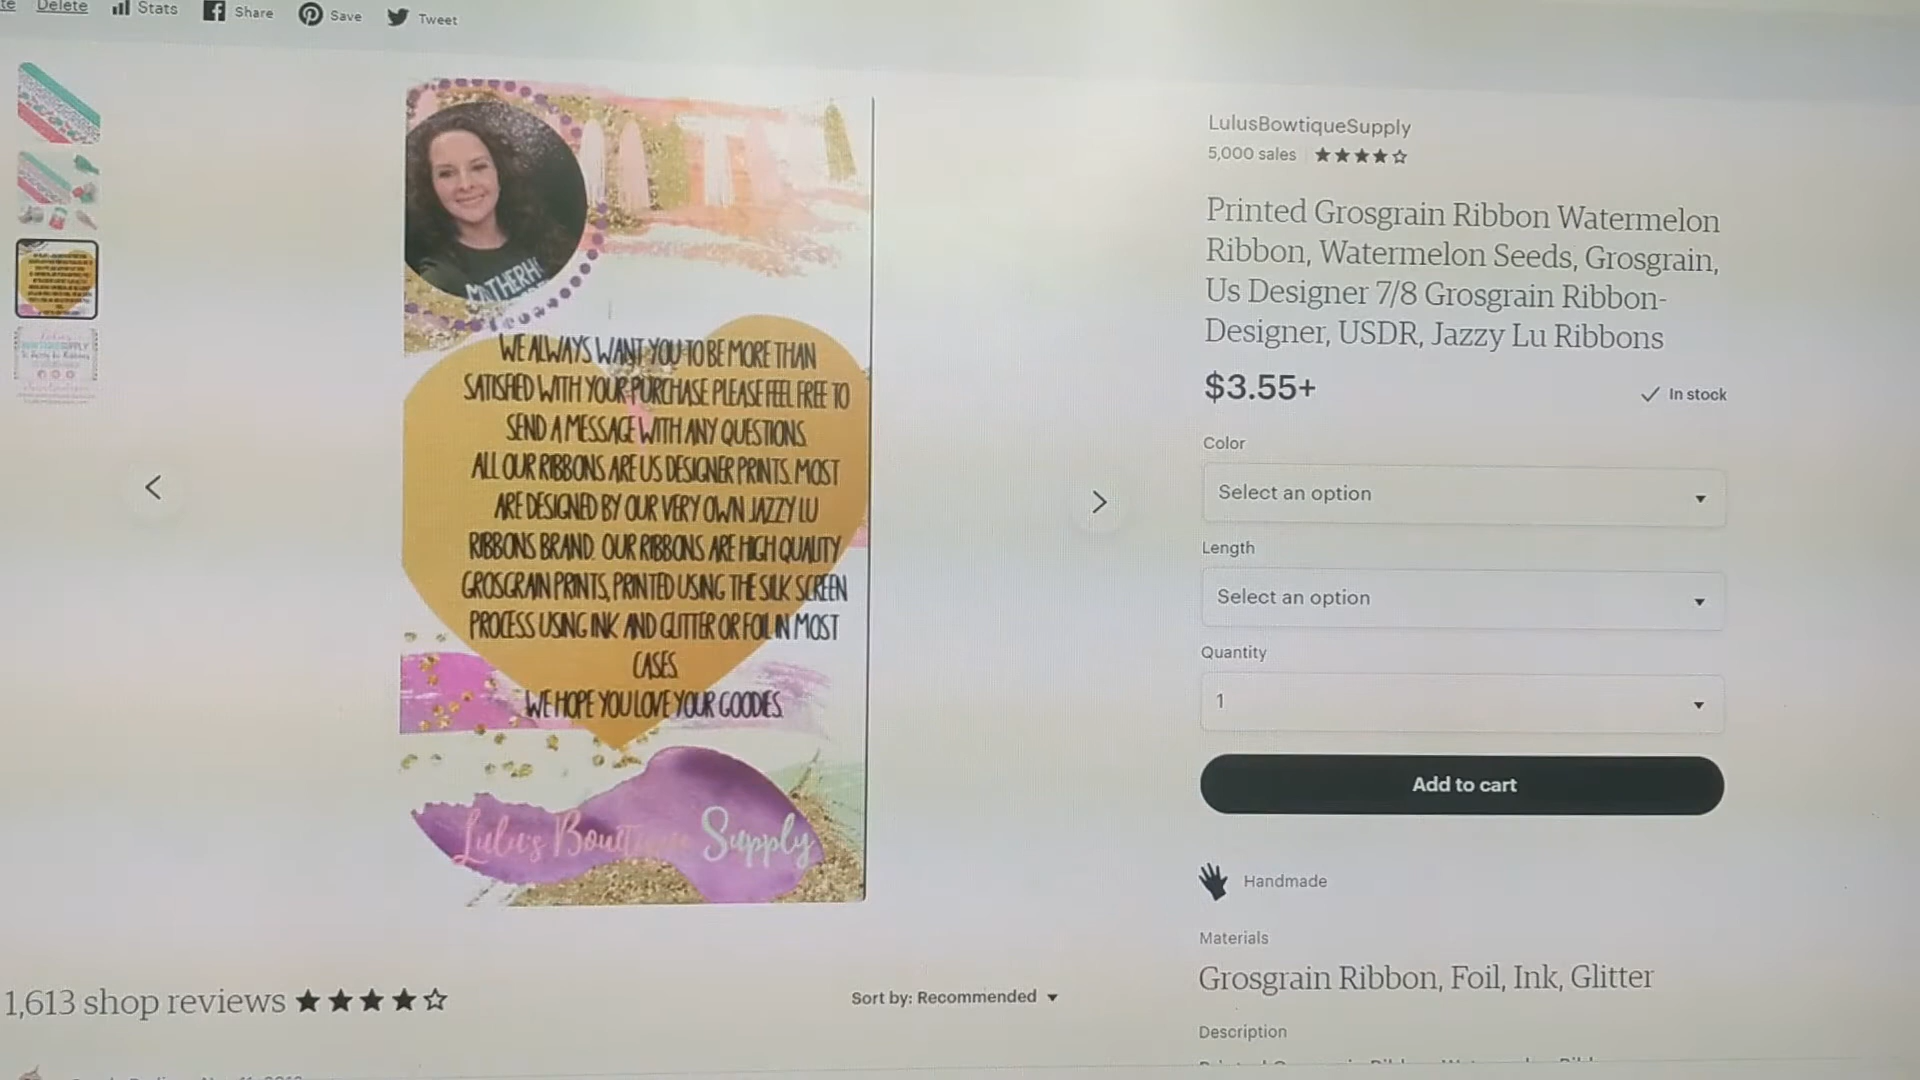 Delete Stats Share Save Tweet
LulusBowtiqueSupply
5,000 sales
Printed Grosgrain Ribbon Watermelon
Ribbon, Watermelon Seeds, Grosgrain,
Us Designer 7/8 Grosgrain Ribbon-
Designer, USDR, Jazzy Lu Ribbons
$3.55+
In stock
Color
Select an option
Length
Select an option
Quantity
1
Add to cart
Handmade
Materials
Grosgrain Ribbon, Foil, Ink, Glitter
Description
WE ALWAYS WANT YOU TO BE MORE THAN
SATISFIED WITH YOUR PURCHASE PLEASE FEEL FREE TO
SEND A MESSAGE WITH ANY QUESTIONS.
ALL OUR RIBBONS ARE US DESIGNER PRINTS. MOST
ARE DESIGNED BY OUR VERY OWN JAZZY LU
RIBBONS BRAND. OUR RIBBONS ARE HIGH QUALITY
GROSGRAIN PRINTS, PRINTED USING THE SILK SCREEN
PROCESS USING INK AND GLITTER OR FOIL IN MOST
CASES.
WE HOPE YOU LOVE YOUR GOODIES.
Lulu's Bowtique Supply
1,613 shop reviews
Sort by: Recommended